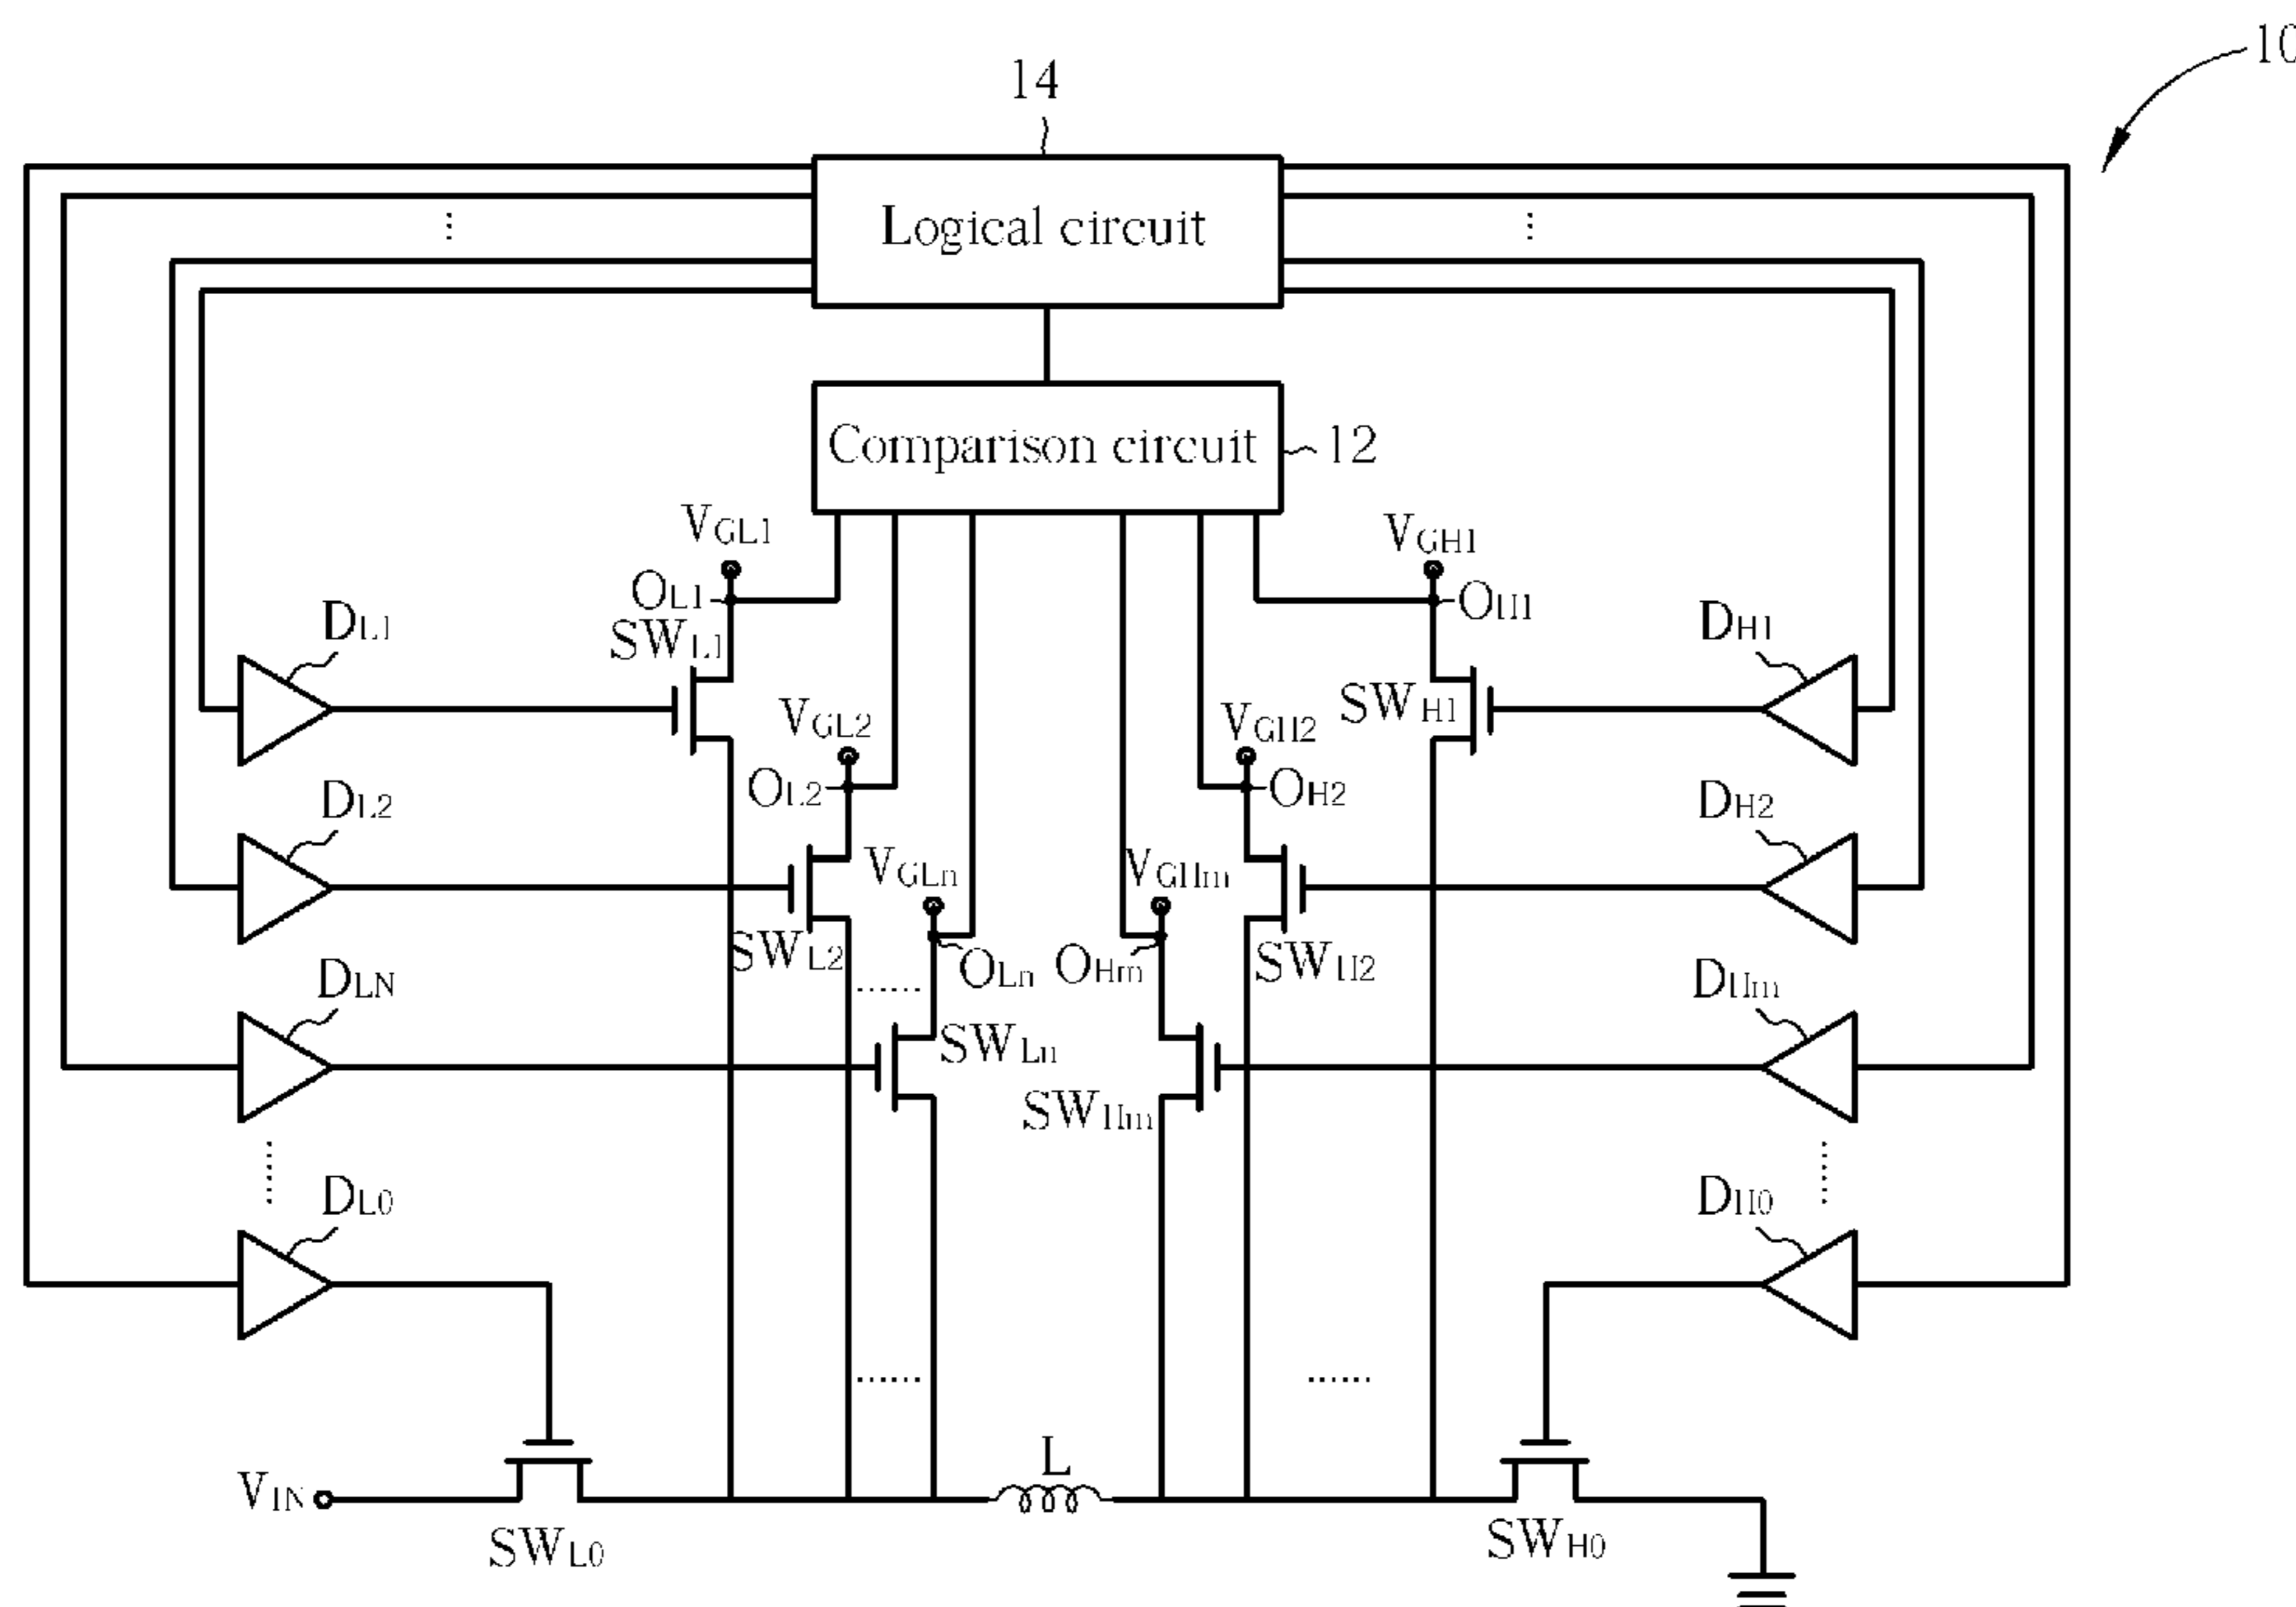 10
14
Logical circuit
Comparison circuit
12
VGL1
VGH1
OL1
OH1
DL1
SWL1
DH1
SWH1
VGL2
VGH2
OL2
OH2
DL2
DH2
VGLn
VGHm
SWL2
SWH2
OLn
OHm
DLN
DHm
SWLn
SWHm
DL0
DH0
L
VIN
SWL0
SWH0